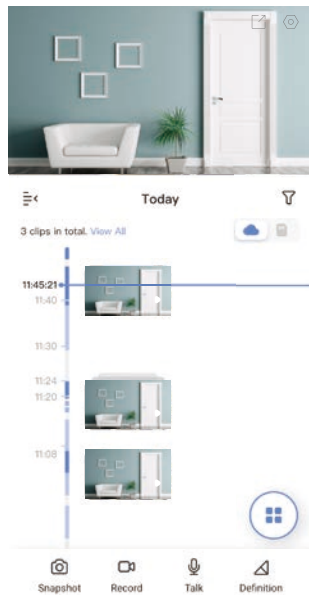 Today
3 clips in total. View All
11:45:21
11:40
11:30
11:24
11:20
11:08
Snapshot Record Talk Definition